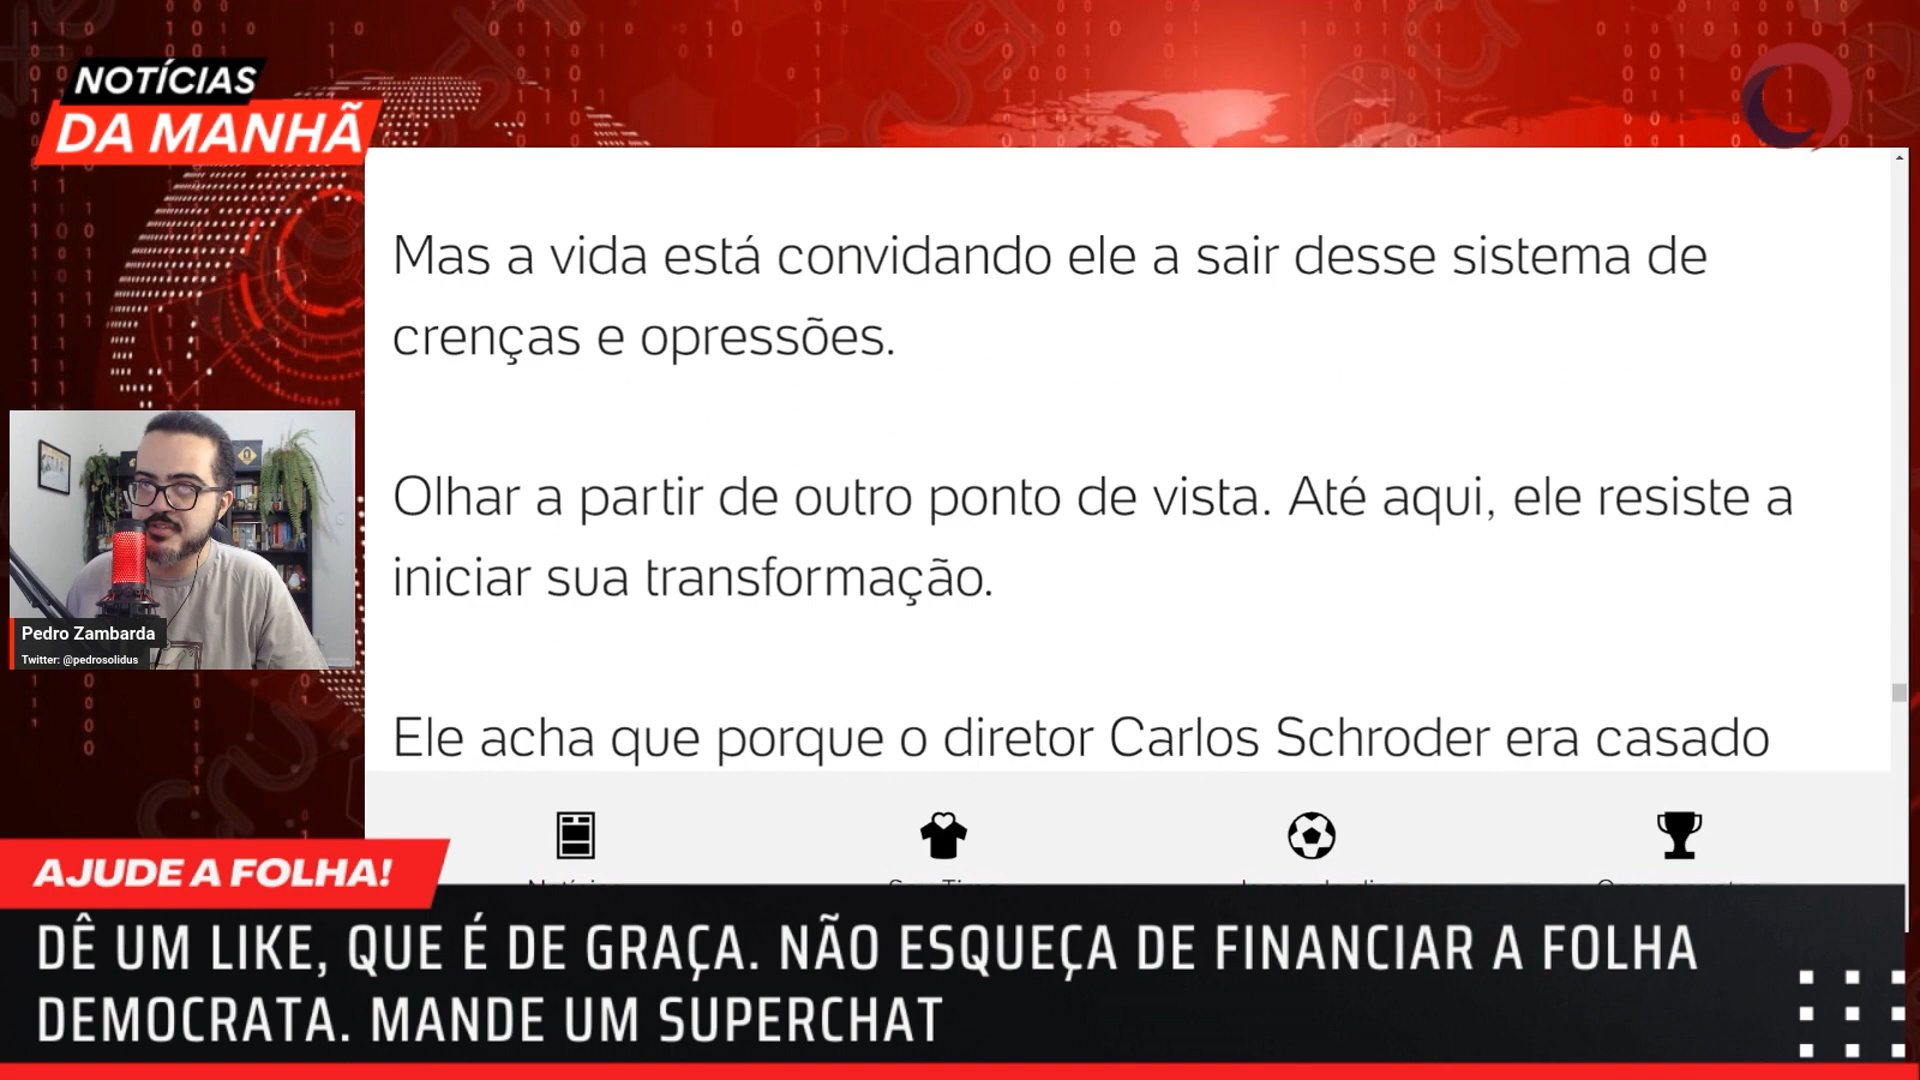 NOTÍCIAS
DA MANHÃ
Mas a vida está convidando ele a sair desse sistema de
crenças e opressões.
Olhar a partir de outro ponto de vista. Até aqui, ele resiste a
iniciar sua transformação.
Ele acha que porque o diretor Carlos Schroder era casado
Pedro Zambarda
Twitter: @pedrosolidus
AJUDE A FOLHA!
DÊ UM LIKE, QUE É DE GRAÇA. NÃO ESQUEÇA DE FINANCIAR A FOLHA
DEMOCRATA. MANDE UM SUPERCHAT